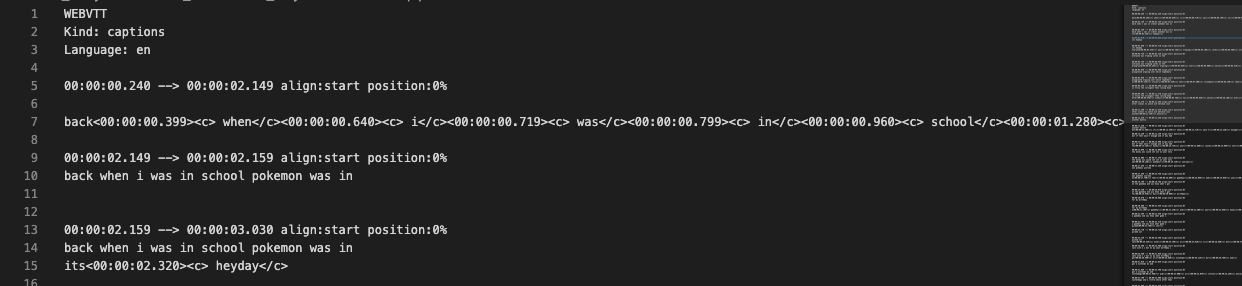 1 WEBVTT
2 Kind: captions
3 Language: en
4
5 00:00:00.240 --> 00:00:02.149 align:start position:0%
6
7 back<00:00:00.399><c> when</c><00:00:00.640><c> i</c><00:00:00.719><c> was</c><00:00:00.799><c> in</c><00:00:00.960><c> school</c><00:00:01.280><c>
8
9 00:00:02.149 --> 00:00:02.159 align:start position:0%
10 back when i was in school pokemon was in
11
12
13 00:00:02.159 --> 00:00:03.030 align:start position:0%
14 back when i was in school pokemon was in
15 its<00:00:02.320><c> heyday</c>
16